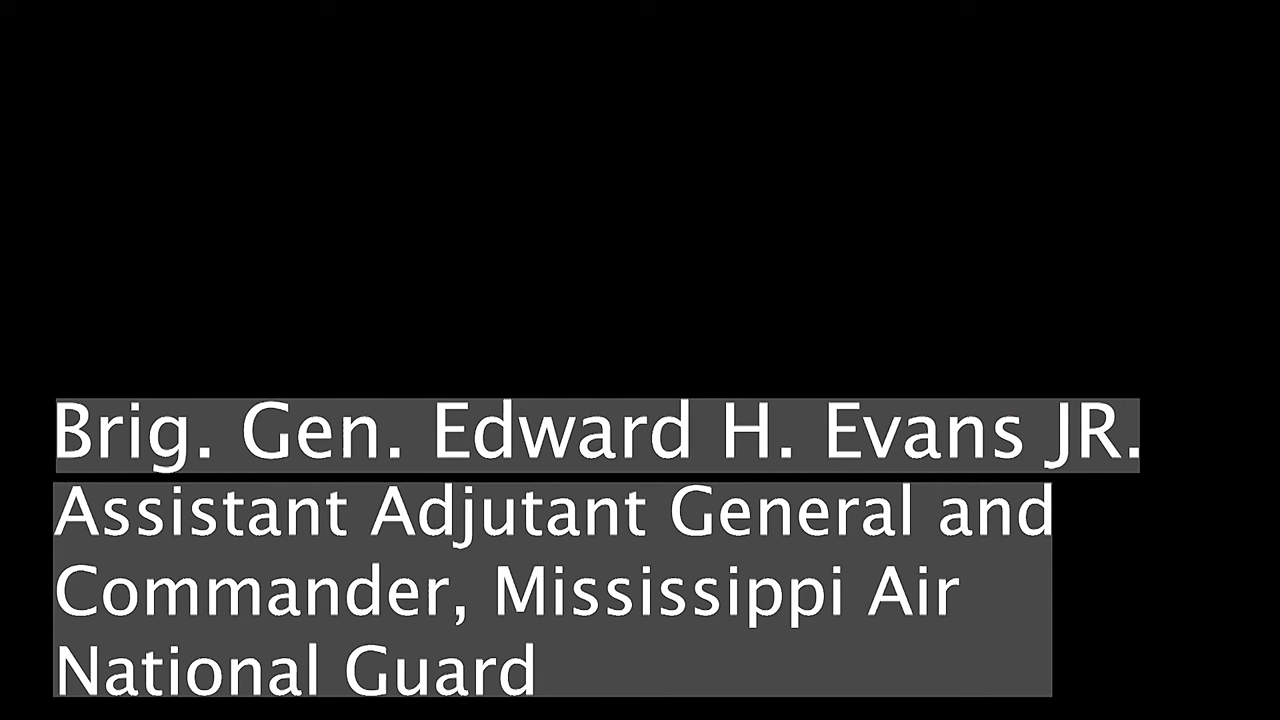 Brig. Gen. Edward H. Evans JR.
Assistant Adjutant General and
Commander, Mississippi Air
National Guard